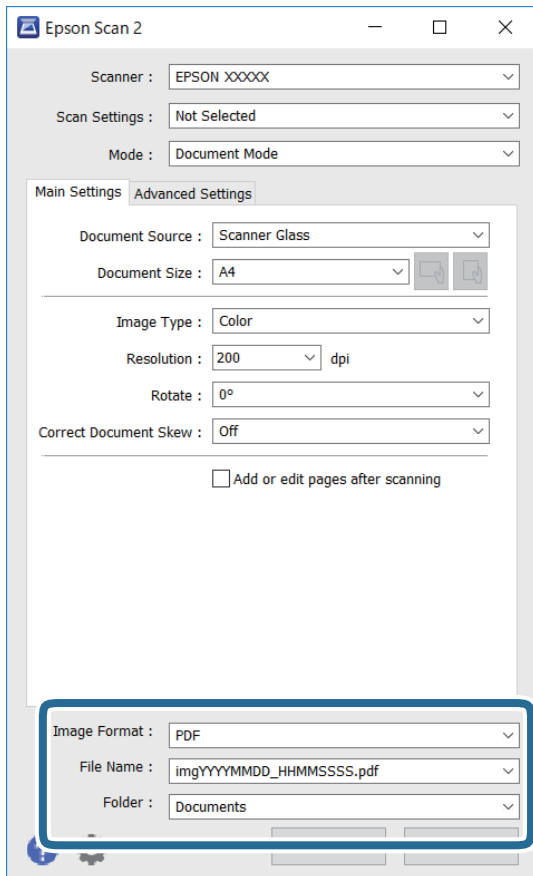 Epson Scan 2
Scanner : EPSON XXXXX
Scan Settings : Not Selected
Mode : Document Mode
Main Settings Advanced Settings
Document Source : Scanner Glass
Document Size : A4
Image Type : Color
Resolution : 200 dpi
Rotate : 0°
Correct Document Skew : Off
Add or edit pages after scanning
Image Format : PDF
File Name : imgYYYYMMDD_HHMMSSSS.pdf
Folder : Documents